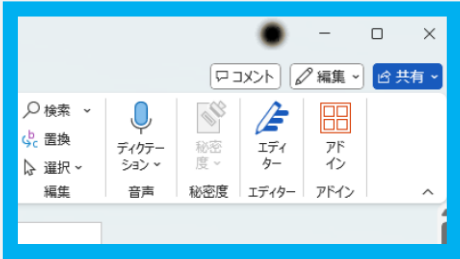 コメント 編集 共有
検索
置換
選択
ディクテー
ション
秘密
度
エディ
ター
アド
イン
編集 音声 秘密度 エディター アドイン